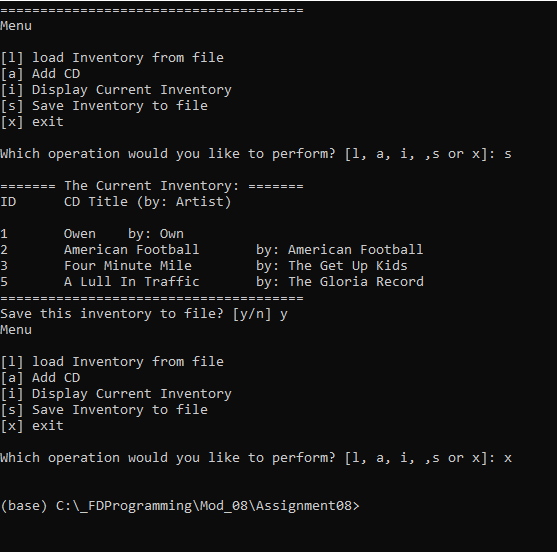 ======================================
Menu
[l] load Inventory from file
[a] Add CD
[i] Display Current Inventory
[s] Save Inventory to file
[x] exit
Which operation would you like to perform? [l, a, i, ,s or x]: s
======= The Current Inventory: =======
ID CD Title (by: Artist)
1 Owen by: Own
2 American Football by: American Football
3 Four Minute Mile by: The Get Up Kids
5 A Lull In Traffic by: The Gloria Record
======================================
Save this inventory to file? [y/n] y
Menu
[l] load Inventory from file
[a] Add CD
[i] Display Current Inventory
[s] Save Inventory to file
[x] exit
Which operation would you like to perform? [l, a, i, ,s or x]: x
(base) C:\_FDProgramming\Mod_08\Assignment08>